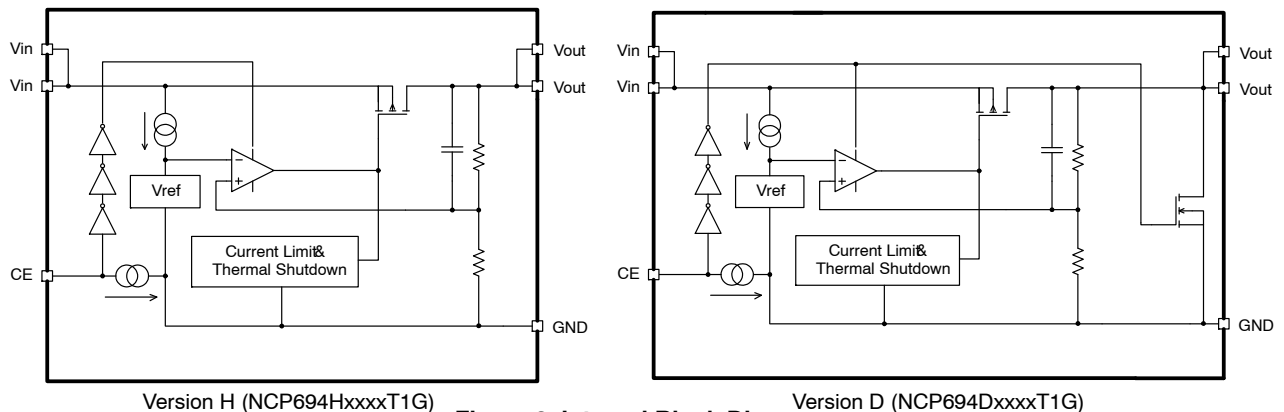 Vin
Vin
Vout
Vout
−
+
Vref
Current Limit&
Thermal Shutdown
CE
GND
Version H (NCP694HxxxxT1G)
Vin
Vin
Vout
Vout
−
+
Vref
Current Limit&
Thermal Shutdown
CE
GND
Version D (NCP694DxxxxT1G)